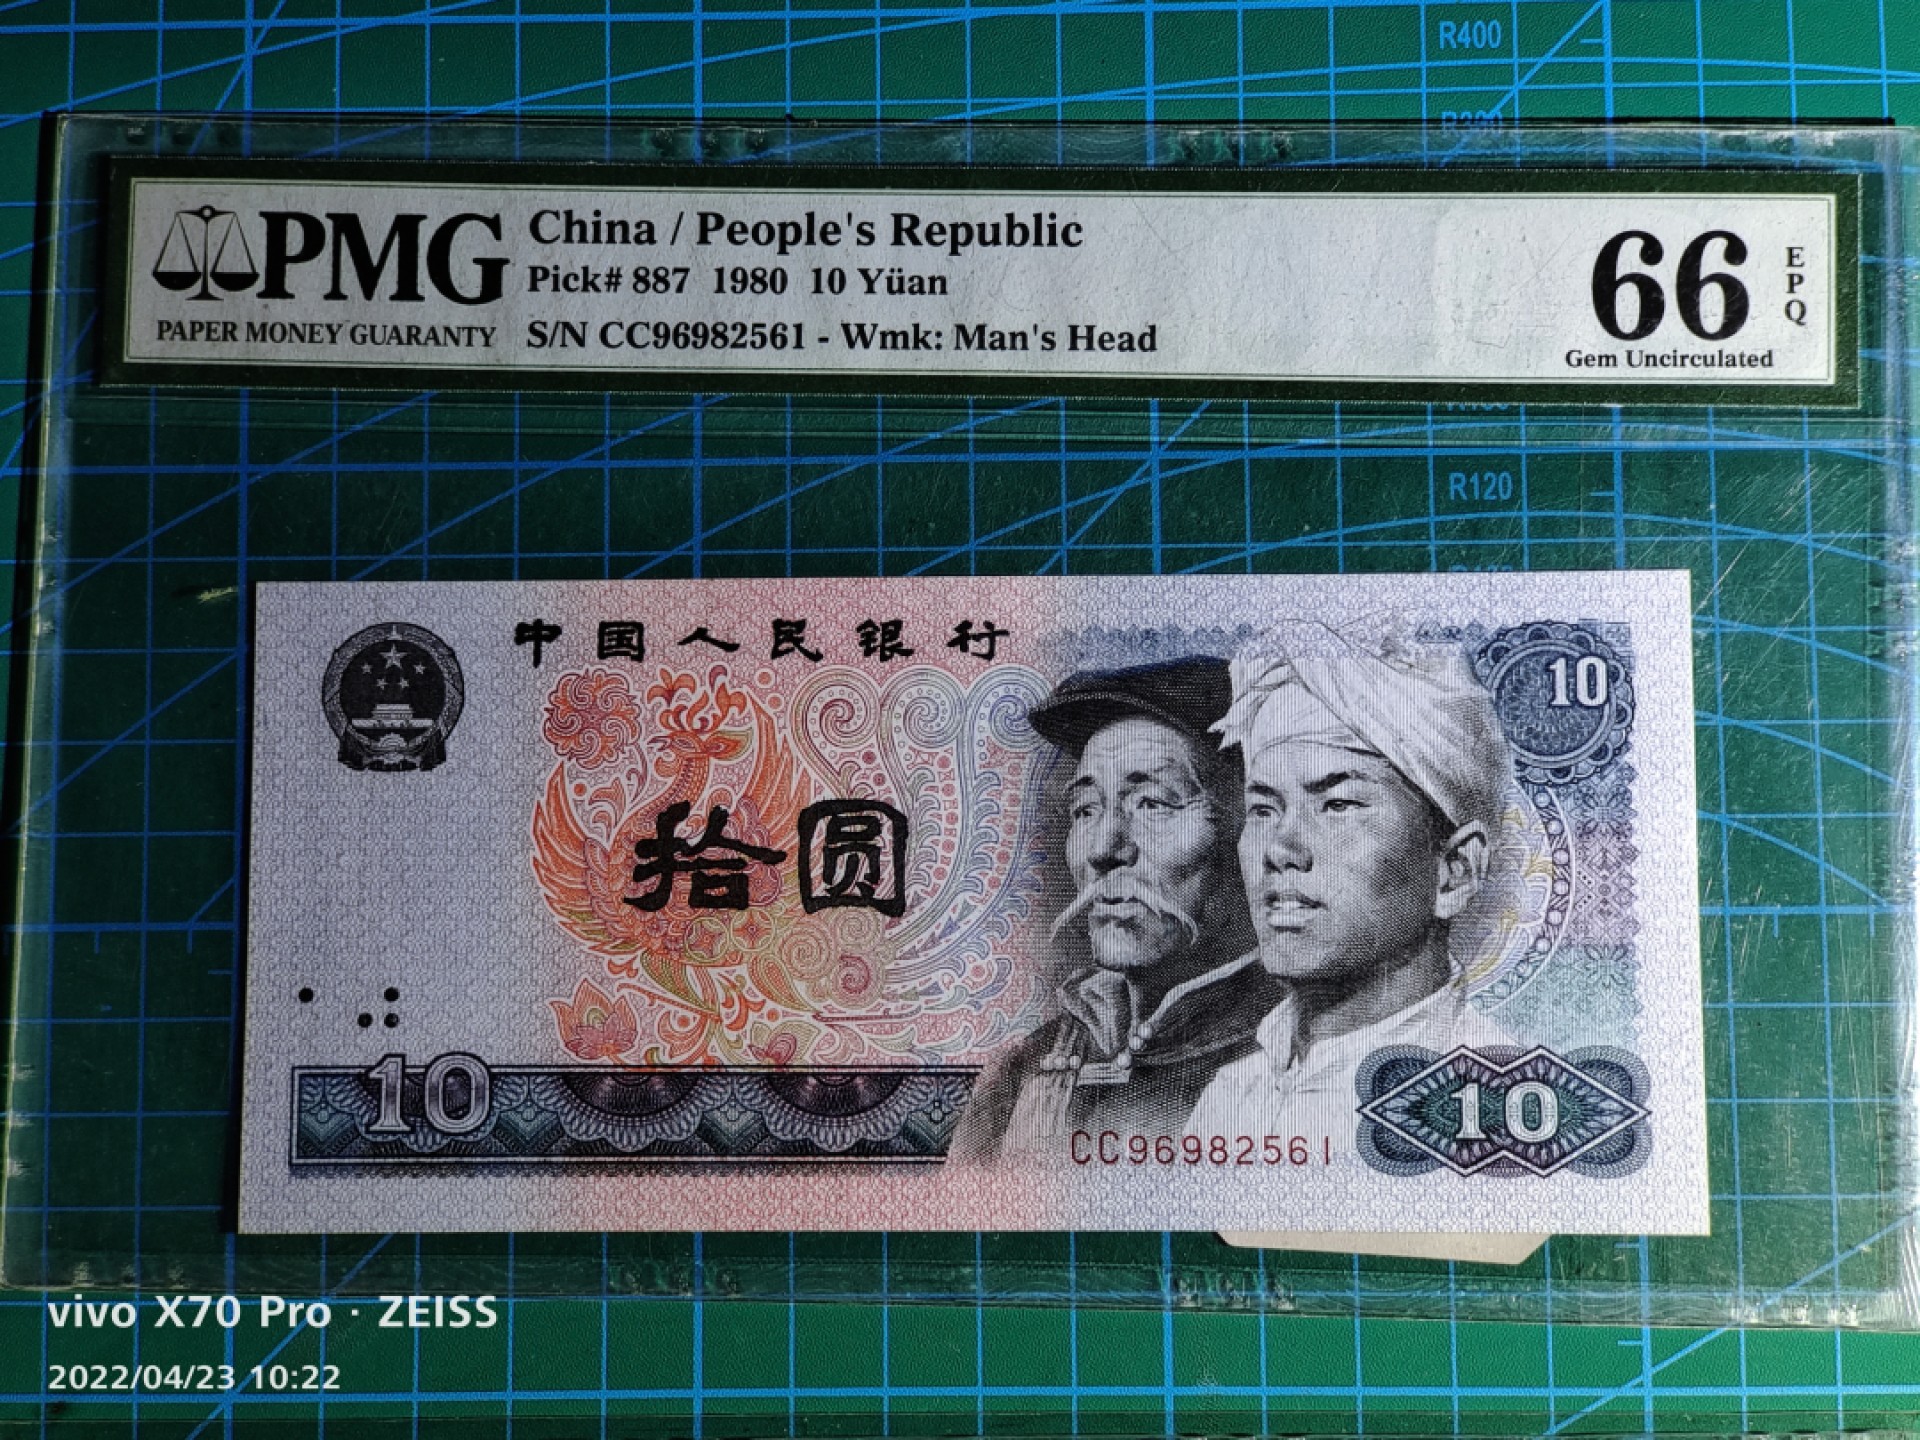 R400
R300
PMG
PAPER MONEY GUARANTY
China / People's Republic
Pick# 887 1980 10 Yüan
S/N CC96982561 - Wmk: Man's Head
66
EPQ
Gem Uncirculated
R120
中国人民银行
10
拾圆
10
CC96982561
10
vivo X70 Pro · ZEISS
2022/04/23 10:22